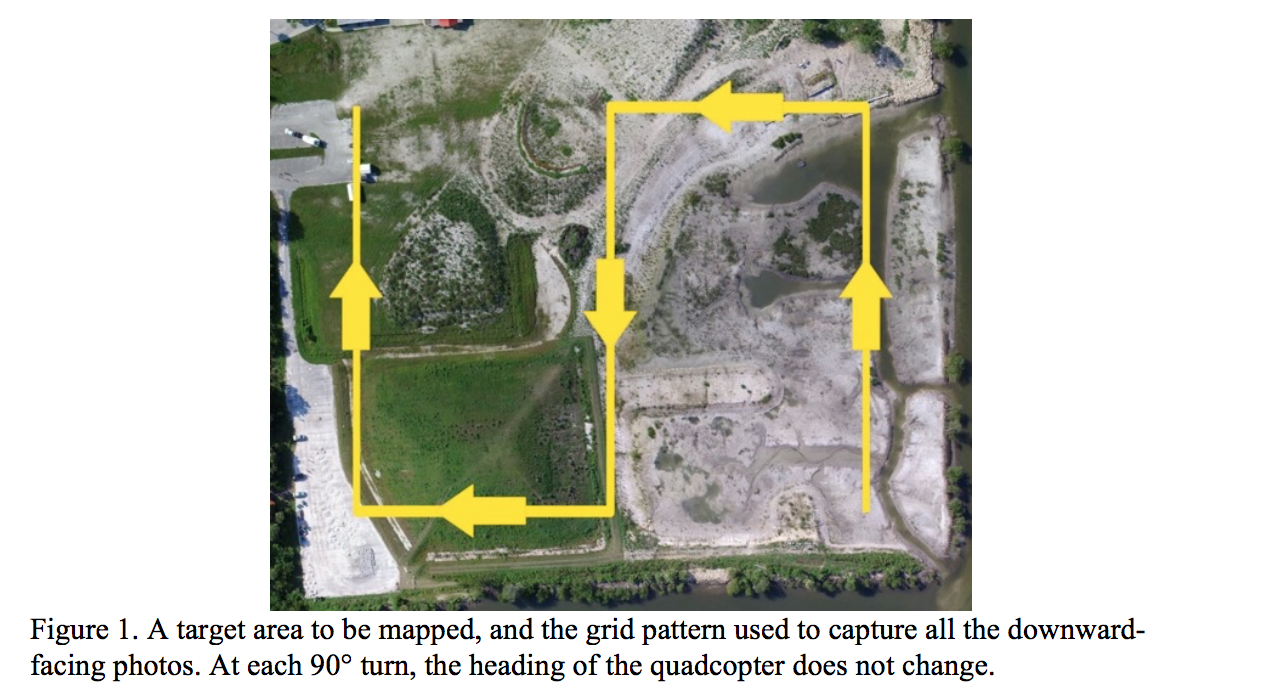 Figure 1. A target area to be mapped, and the grid pattern used to capture all the downward-
facing photos. At each 90° turn, the heading of the quadcopter does not change.